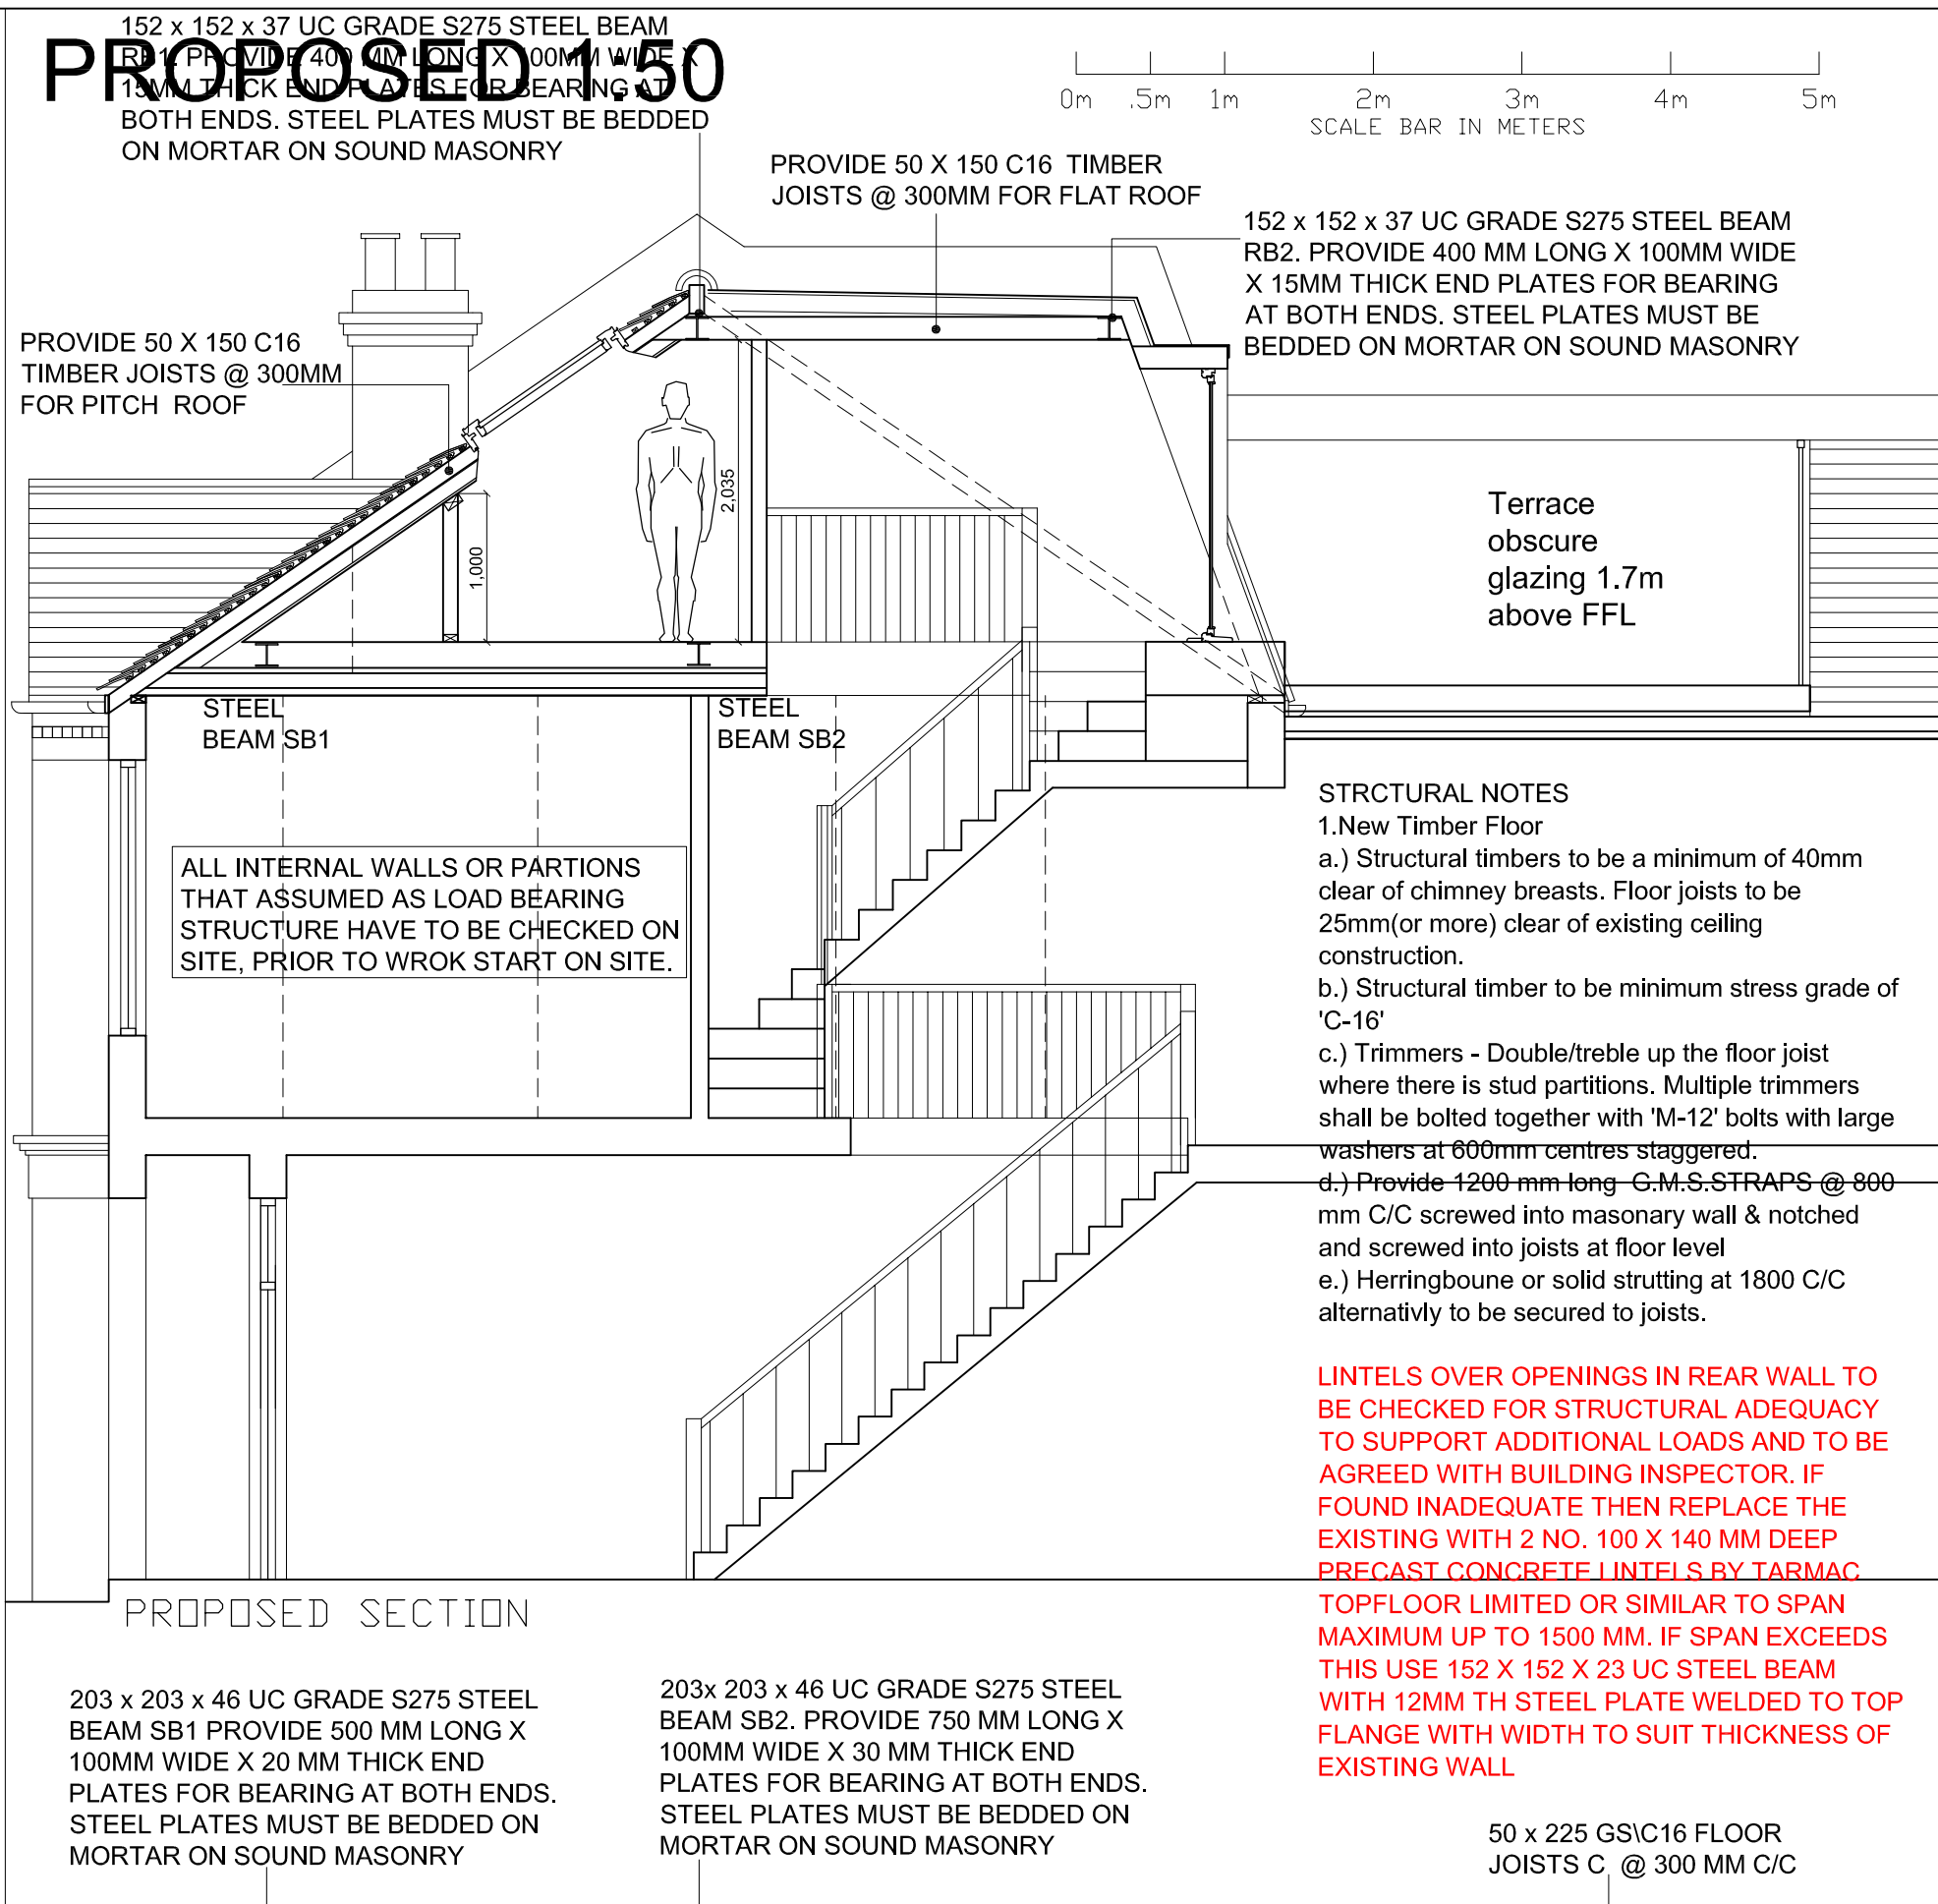 152 x 152 x 37 UC GRADE S275 STEEL BEAM
RB1. PROVIDE 400 MM LONG X 100MM WIDE X
15MM THICK END PLATES FOR BEARING AT
BOTH ENDS. STEEL PLATES MUST BE BEDDED
ON MORTAR ON SOUND MASONRY
PROPOSED 1:50
0m .5m 1m 2m 3m 4m 5m
SCALE BAR IN METERS
PROVIDE 50 X 150 C16 TIMBER
JOISTS @ 300MM FOR FLAT ROOF
152 x 152 x 37 UC GRADE S275 STEEL BEAM
RB2. PROVIDE 400 MM LONG X 100MM WIDE
X 15MM THICK END PLATES FOR BEARING
AT BOTH ENDS. STEEL PLATES MUST BE
BEDDED ON MORTAR ON SOUND MASONRY
PROVIDE 50 X 150 C16
TIMBER JOISTS @ 300MM
FOR PITCH ROOF
2,035
1,000
Terrace
obscure
glazing 1.7m
above FFL
STEEL
BEAM SB1
STEEL
BEAM SB2
ALL INTERNAL WALLS OR PARTIONS
THAT ASSUMED AS LOAD BEARING
STRUCTURE HAVE TO BE CHECKED ON
SITE, PRIOR TO WROK START ON SITE.
STRCTURAL NOTES
1.New Timber Floor
a.) Structural timbers to be a minimum of 40mm
clear of chimney breasts. Floor joists to be
25mm(or more) clear of existing ceiling
construction.
b.) Structural timber to be minimum stress grade of
'C-16'
c.) Trimmers - Double/treble up the floor joist
where there is stud partitions. Multiple trimmers
shall be bolted together with 'M-12' bolts with large
washers at 600mm centres staggered.
d.) Provide 1200 mm long G.M.S.STRAPS @ 800
mm C/C screwed into masonary wall & notched
and screwed into joists at floor level
e.) Herringboune or solid strutting at 1800 C/C
alternativly to be secured to joists.
LINTELS OVER OPENINGS IN REAR WALL TO
BE CHECKED FOR STRUCTURAL ADEQUACY
TO SUPPORT ADDITIONAL LOADS AND TO BE
AGREED WITH BUILDING INSPECTOR. IF
FOUND INADEQUATE THEN REPLACE THE
EXISTING WITH 2 NO. 100 X 140 MM DEEP
PRECAST CONCRETE LINTELS BY TARMAC
TOPFLOOR LIMITED OR SIMILAR TO SPAN
MAXIMUM UP TO 1500 MM. IF SPAN EXCEEDS
THIS USE 152 X 152 X 23 UC STEEL BEAM
WITH 12MM TH STEEL PLATE WELDED TO TOP
FLANGE WITH WIDTH TO SUIT THICKNESS OF
EXISTING WALL
PROPOSED SECTION
203 x 203 x 46 UC GRADE S275 STEEL
BEAM SB1 PROVIDE 500 MM LONG X
100MM WIDE X 20 MM THICK END
PLATES FOR BEARING AT BOTH ENDS.
STEEL PLATES MUST BE BEDDED ON
MORTAR ON SOUND MASONRY
203x 203 x 46 UC GRADE S275 STEEL
BEAM SB2. PROVIDE 750 MM LONG X
100MM WIDE X 30 MM THICK END
PLATES FOR BEARING AT BOTH ENDS.
STEEL PLATES MUST BE BEDDED ON
MORTAR ON SOUND MASONRY
50 x 225 GS\C16 FLOOR
JOISTS C @ 300 MM C/C